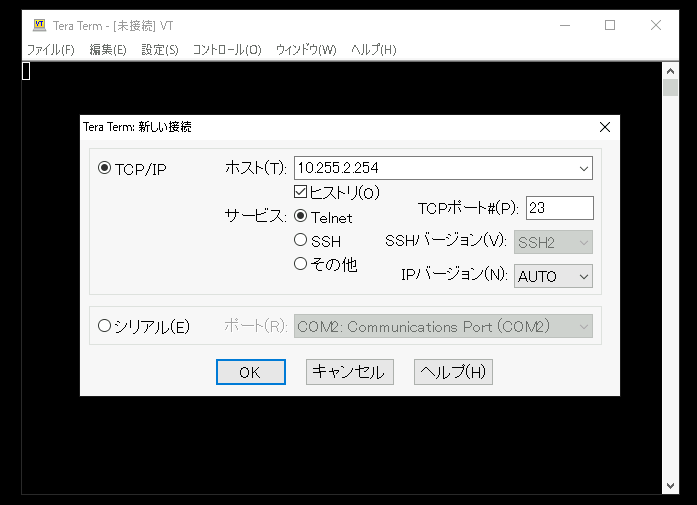 VT Tera Term - [未接続] VT
ファイル(F) 編集(E) 設定(S) コントロール(O) ウィンドウ(W) ヘルプ(H)
Tera Term: 新しい接続
TCP/IP ホスト(T): 10.255.2.254
ヒストリ(O)
サービス: Telnet TCPポート#(P): 23
SSH SSHバージョン(V): SSH2
その他 IPバージョン(N): AUTO
シリアル(E) ポート(R): COM2: Communications Port (COM2)
OK キャンセル ヘルプ(H)